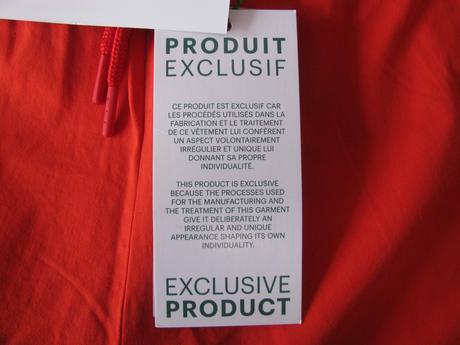 PRODUIT
EXCLUSIF
CE PRODUIT EST EXCLUSIF CAR
LES PROCÉDÉS UTILISÉS DANS LA
FABRICATION ET LE TRAITEMENT
DE CE VÊTEMENT LUI CONFÈRENT
UN ASPECT VOLONTAIREMENT
IRRÉGULIER ET UNIQUE LUI
DONNANT SA PROPRE
INDIVIDUALITÉ.
THIS PRODUCT IS EXCLUSIVE
BECAUSE THE PROCESSES USED
FOR THE MANUFACTURING AND
THE TREATMENT OF THIS GARMENT
GIVE IT DELIBERATELY AN
IRREGULAR AND UNIQUE
APPEARANCE SHAPING ITS OWN
INDIVIDUALITY.
EXCLUSIVE
PRODUCT